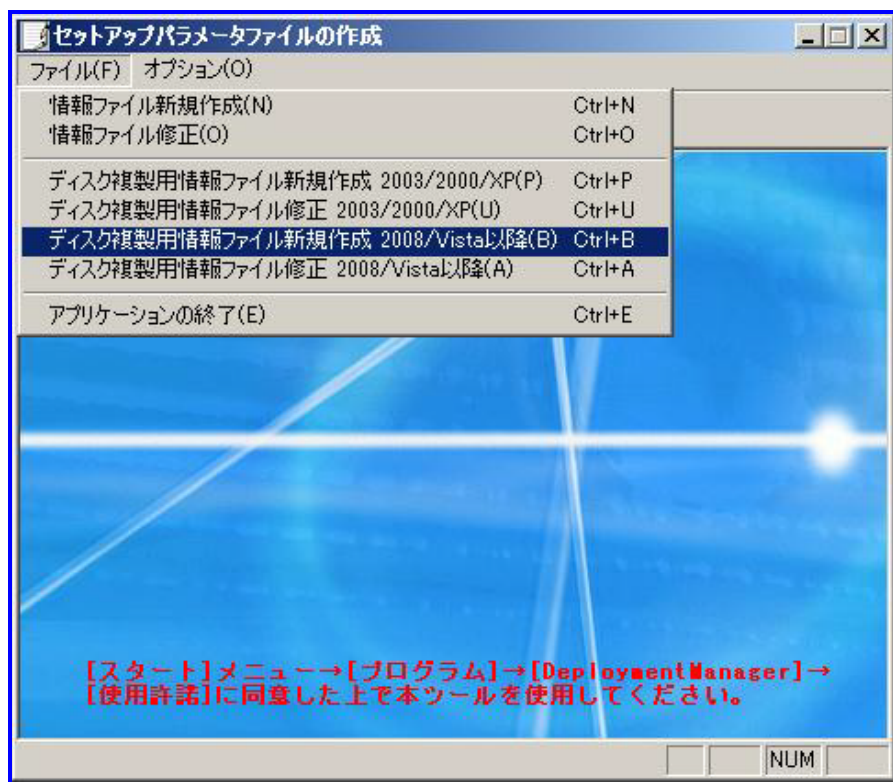 セットアップパラメータファイルの作成
ファイル(F) オプション(O)
情報ファイル新規作成(N) Ctrl+N
情報ファイル修正(O) Ctrl+O
ディスク複製用情報ファイル新規作成 2003/2000/XP(P) Ctrl+P
ディスク複製用情報ファイル修正 2003/2000/XP(U) Ctrl+U
ディスク複製用情報ファイル新規作成 2008/Vista以降(B) Ctrl+B
ディスク複製用情報ファイル修正 2008/Vista以降(A) Ctrl+A
アプリケーションの終了(E) Ctrl+E
[スタート]メニュー→[プログラム]→[DeploymentManager]→
[使用許諾]に同意した上で本ツールを使用してください。
NUM